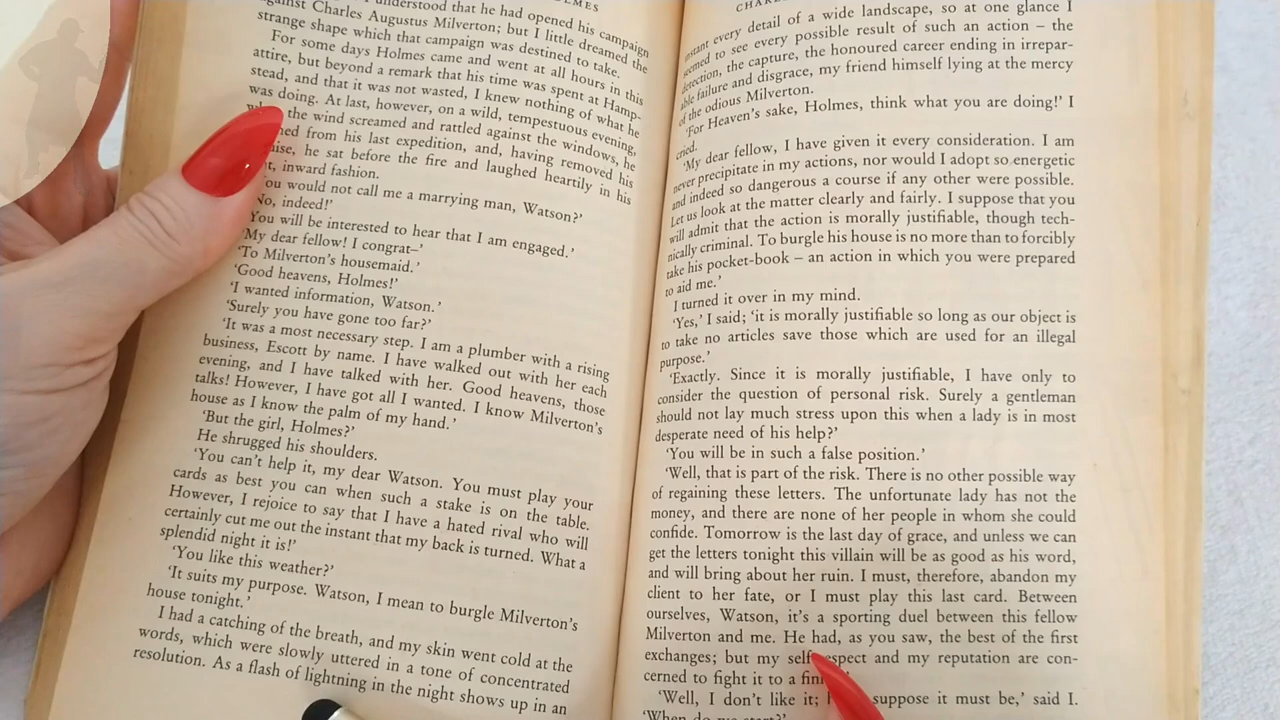 OLMES
understood that he had opened his campaign
against Charles Augustus Milverton; but I little dreamed the
strange shape which that campaign was destined to take.
For some days Holmes came and went at all hours in this
attire, but beyond a remark that his time was spent at Hamp-
stead, and that it was not wasted, I knew nothing of what he
was doing. At last, however, on a wild, tempestuous evening,
the wind screamed and rattled against the windows, he
ned from his last expedition, and, having removed his
uise, he sat before the fire and laughed heartily in his
t, inward fashion.
ou would not call me a marrying man, Watson?'
No, indeed!'
You will be interested to hear that I am engaged.'
'My dear fellow! I congrat–'
'To Milverton's housemaid.'
'Good heavens, Holmes!'
'I wanted information, Watson.'
'Surely you have gone too far?'
'It was a most necessary step. I am a plumber with a rising
business, Escott by name. I have walked out with her each
evening, and I have talked with her. Good heavens, those
talks! However, I have got all I wanted. I know Milverton's
house as I know the palm of my hand.'
'But the girl, Holmes?'
He shrugged his shoulders.
'You can't help it, my dear Watson. You must play your
cards as best you can when such a stake is on the table.
However, I rejoice to say that I have a hated rival who will
certainly cut me out the instant that my back is turned. What a
splendid night it is!'
'You like this weather?'
'It suits my purpose. Watson, I mean to burgle Milverton's
house tonight.'
I had a catching of the breath, and my skin went cold at the
words, which were slowly uttered in a tone of concentrated
resolution. As a flash of lightning in the night shows up in an
CHAR
instant every detail of a wide landscape, so at one glance I
seemed to see every possible result of such an action – the
detection, the capture, the honoured career ending in irrepar-
able failure and disgrace, my friend himself lying at the mercy
of the odious Milverton.
'For Heaven's sake, Holmes, think what you are doing!' I
cried.
'My dear fellow, I have given it every consideration. I am
never precipitate in my actions, nor would I adopt so energetic
and indeed so dangerous a course if any other were possible.
Let us look at the matter clearly and fairly. I suppose that you
will admit that the action is morally justifiable, though tech-
nically criminal. To burgle his house is no more than to forcibly
take his pocket-book – an action in which you were prepared
to aid me.'
I turned it over in my mind.
'Yes,' I said; 'it is morally justifiable so long as our object is
to take no articles save those which are used for an illegal
purpose.'
'Exactly. Since it is morally justifiable, I have only to
consider the question of personal risk. Surely a gentleman
should not lay much stress upon this when a lady is in most
desperate need of his help?'
'You will be in such a false position.'
'Well, that is part of the risk. There is no other possible way
of regaining these letters. The unfortunate lady has not the
money, and there are none of her people in whom she could
confide. Tomorrow is the last day of grace, and unless we can
get the letters tonight this villain will be as good as his word,
and will bring about her ruin. I must, therefore, abandon my
client to her fate, or I must play this last card. Between
ourselves, Watson, it's a sporting duel between this fellow
Milverton and me. He had, as you saw, the best of the first
exchanges; but my self-respect and my reputation are con-
cerned to fight it to a fin
'Well, I don't like it; suppose it must be,' said I.
'When do we start?'